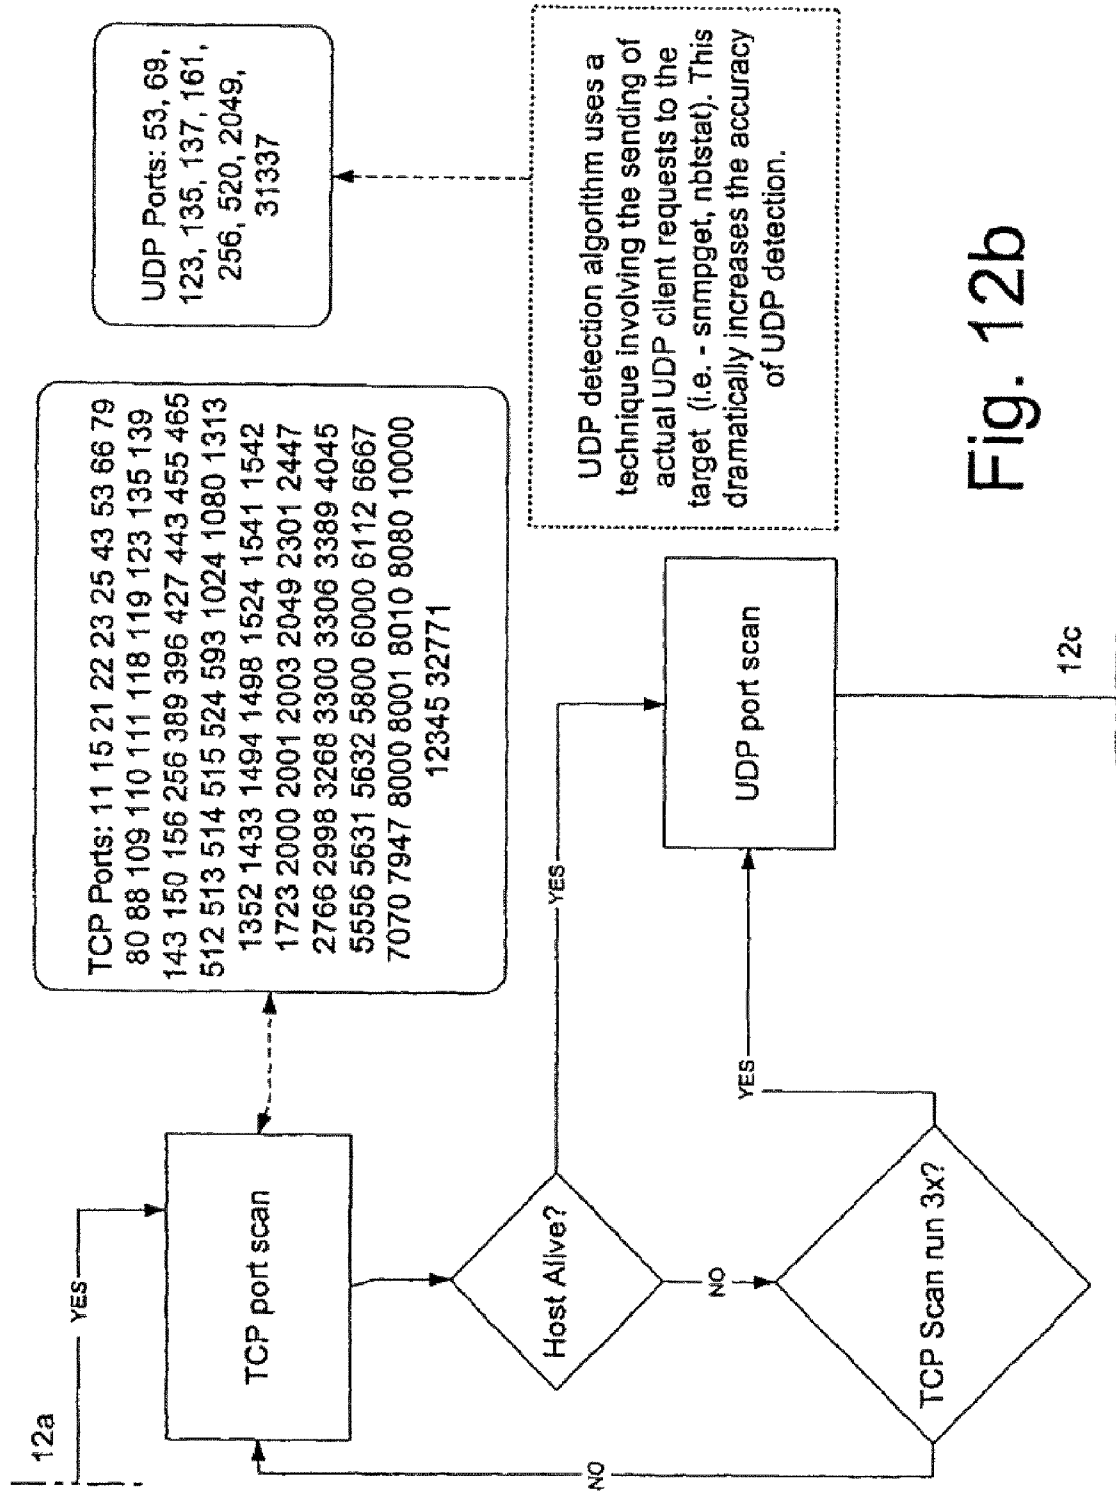 12a
YES
TCP port scan
TCP Ports: 11 15 21 22 23 25 43 53 66 79
80 88 109 110 111 118 119 123 135 139
143 150 156 256 389 396 427 443 455 465
512 513 514 515 524 593 1024 1080 1313
1352 1433 1494 1498 1524 1541 1542
1723 2000 2001 2003 2049 2301 2447
2766 2998 3268 3300 3306 3389 4045
5556 5631 5632 5800 6000 6112 6667
7070 7947 8000 8001 8010 8080 10000
12345 32771
UDP Ports: 53, 69,
123, 135, 137, 161,
256, 520, 2049,
31337
Host Alive?
YES
NO
TCP Scan run 3x?
NO
YES
UDP port scan
UDP detection algorithm uses a
technique involving the sending of
actual UDP client requests to the
target (i.e. - snmpget, nbtstat). This
dramatically increases the accuracy
of UDP detection.
12c
Fig. 12b